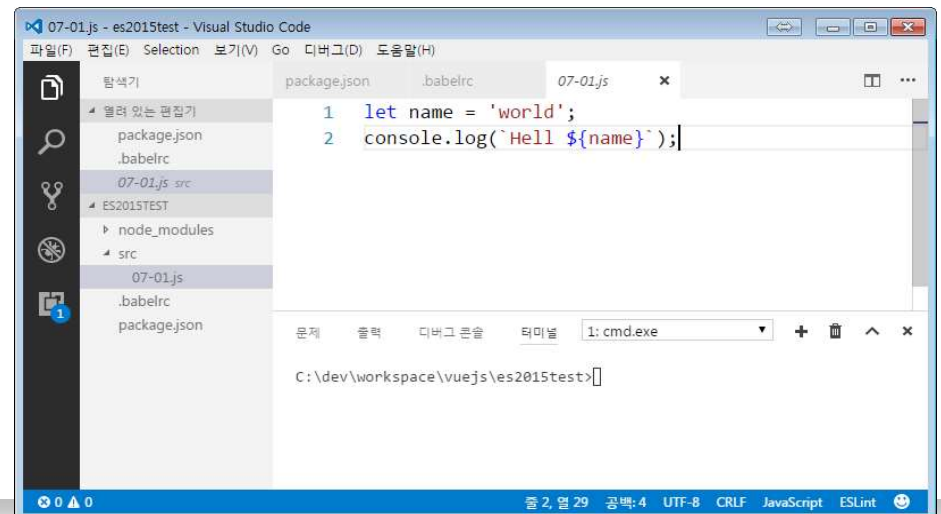 07-01.js - es2015test - Visual Studio Code
파일(F) 편집(E) Selection 보기(V) Go 디버그(D) 도움말(H)
탐색기
열려 있는 편집기
package.json
.babelrc
07-01.js src
ES2015TEST
node_modules
src
07-01.js
.babelrc
package.json
package.json .babelrc 07-01.js
1 let name = 'world';
2 console.log(`Hell ${name}`);
문제 출력 디버그 콘솔 터미널 1: cmd.exe
C:\dev\workspace\vuejs\es2015test>
1
0 0 줄 2, 열 29 공백: 4 UTF-8 CRLF JavaScript ESLint